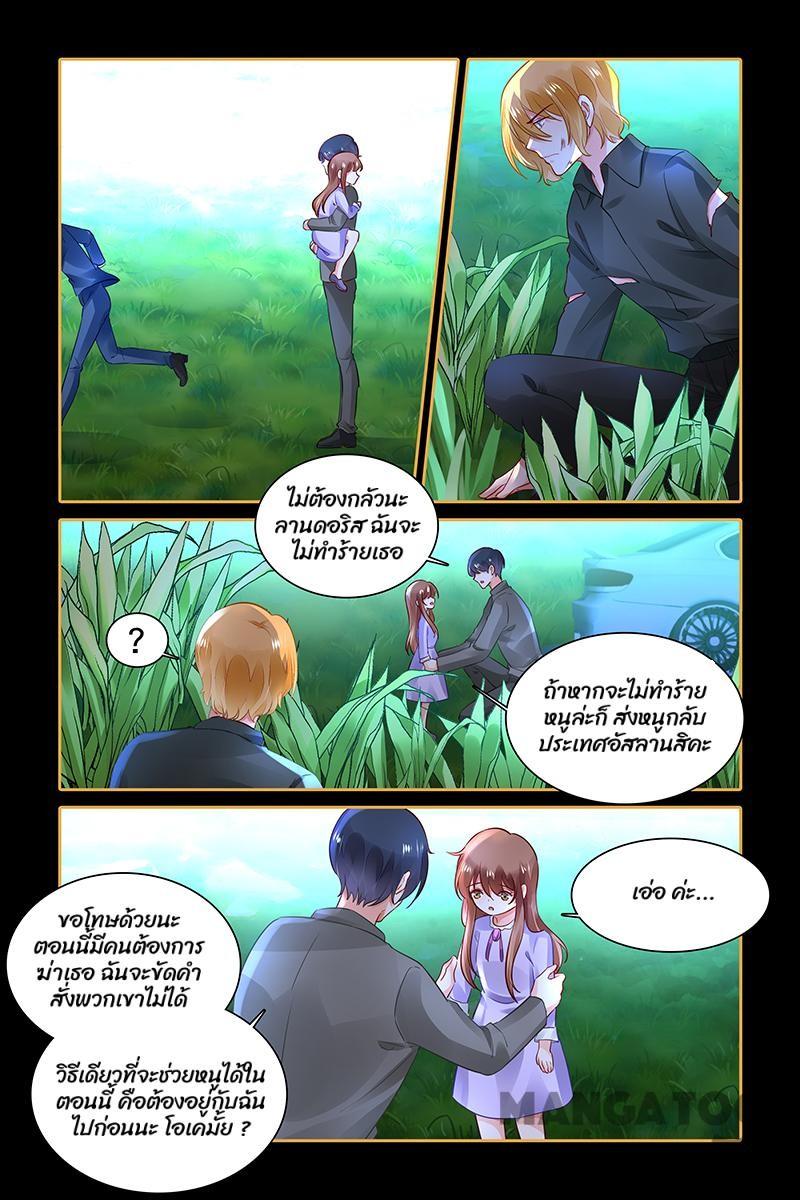 ไม่ต้องกลัวนะ
ลานดอริส ฉันจะ
ไม่ทำร้ายเธอ
?
ถ้าหากจะไม่ทำร้าย
หนูล่ะก็ ส่งหนูกลับ
ประเทศอัสลานสิคะ
เอ่อ ค่ะ...
ขอโทษด้วยนะ
ตอนนี้มีคนต้องการ
ฆ่าเธอ ฉันจะขัดคำ
สั่งพวกเขาไม่ได้
วิธีเดียวที่จะช่วยหนูได้ใน
ตอนนี้ คือต้องอยู่กับฉัน
ไปก่อนนะ โอเคมั้ย ?
MANGATOO